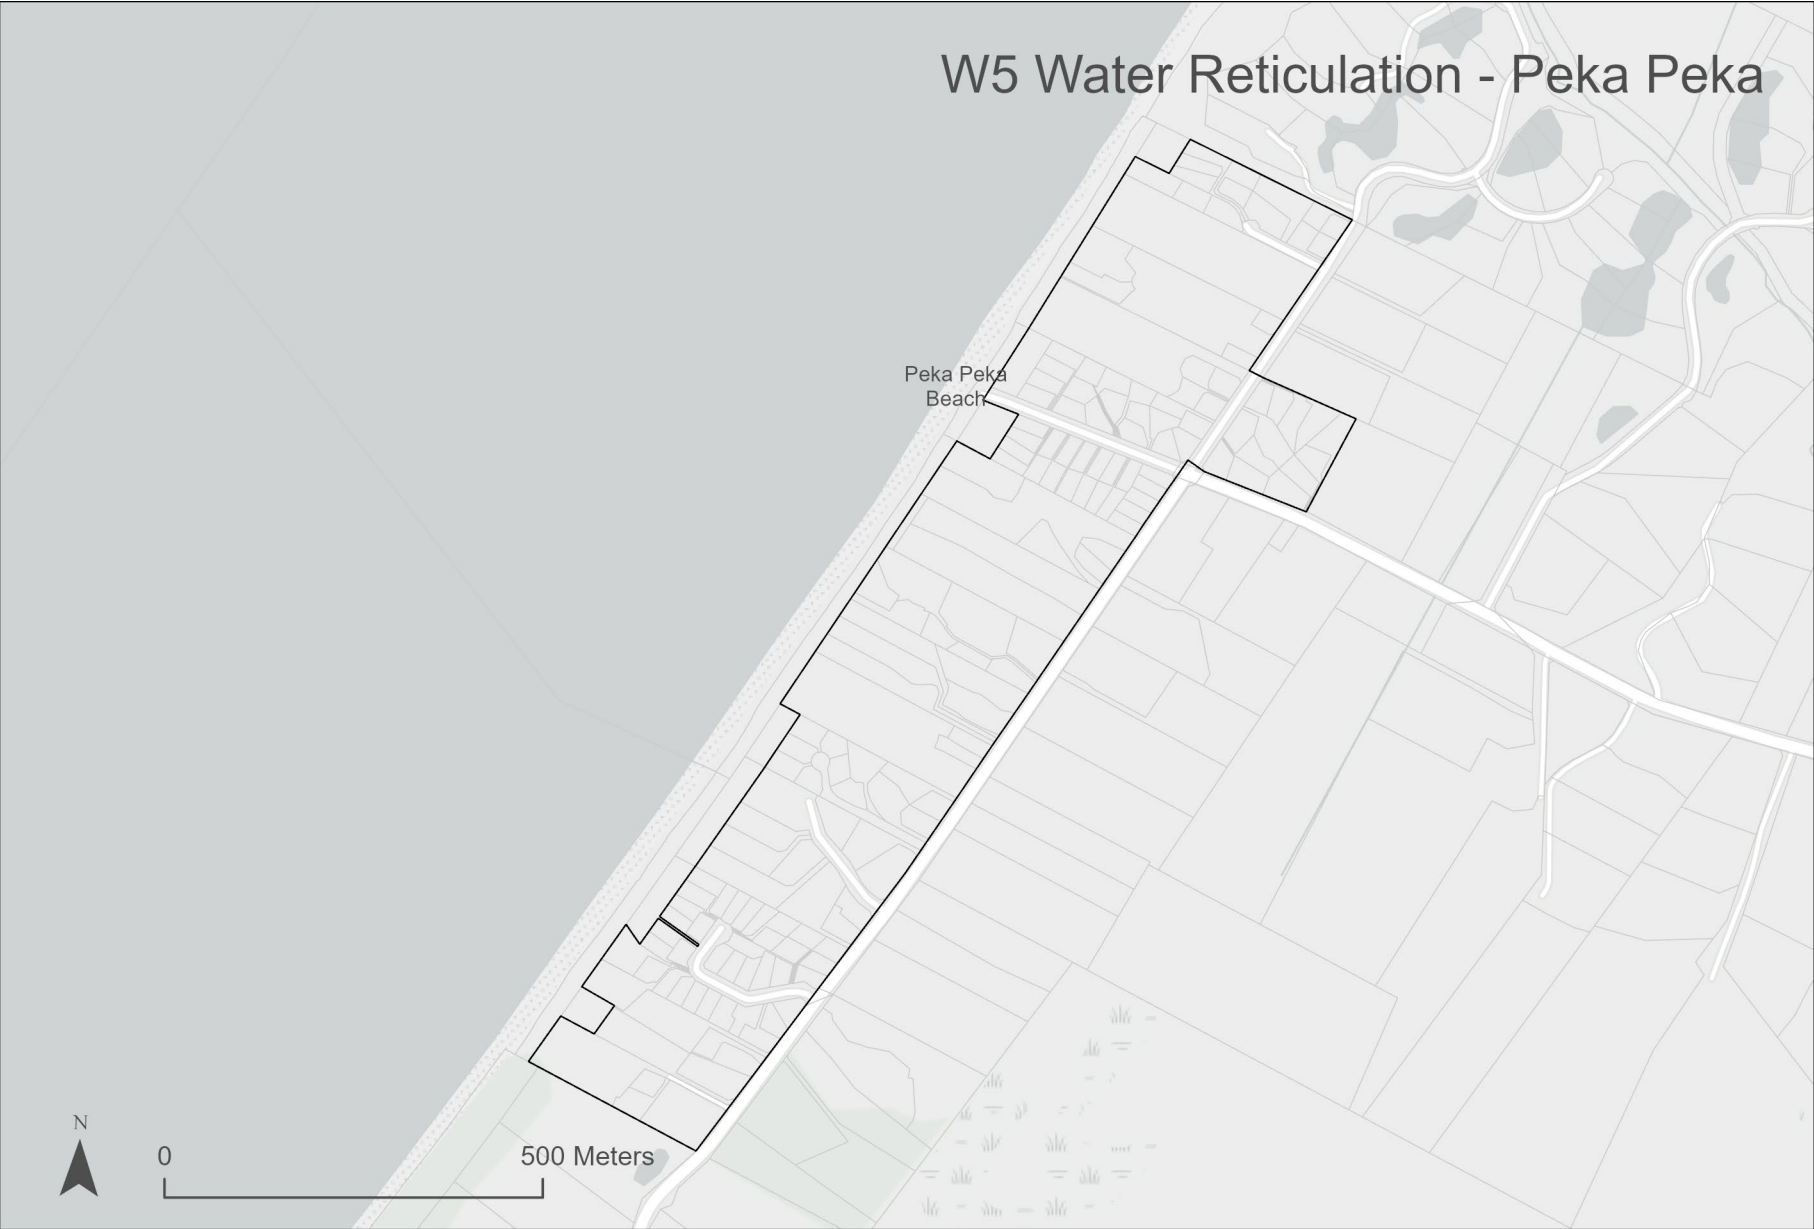 W5 Water Reticulation - Peka Peka
Peka Peka
Beach
N
0
500 Meters